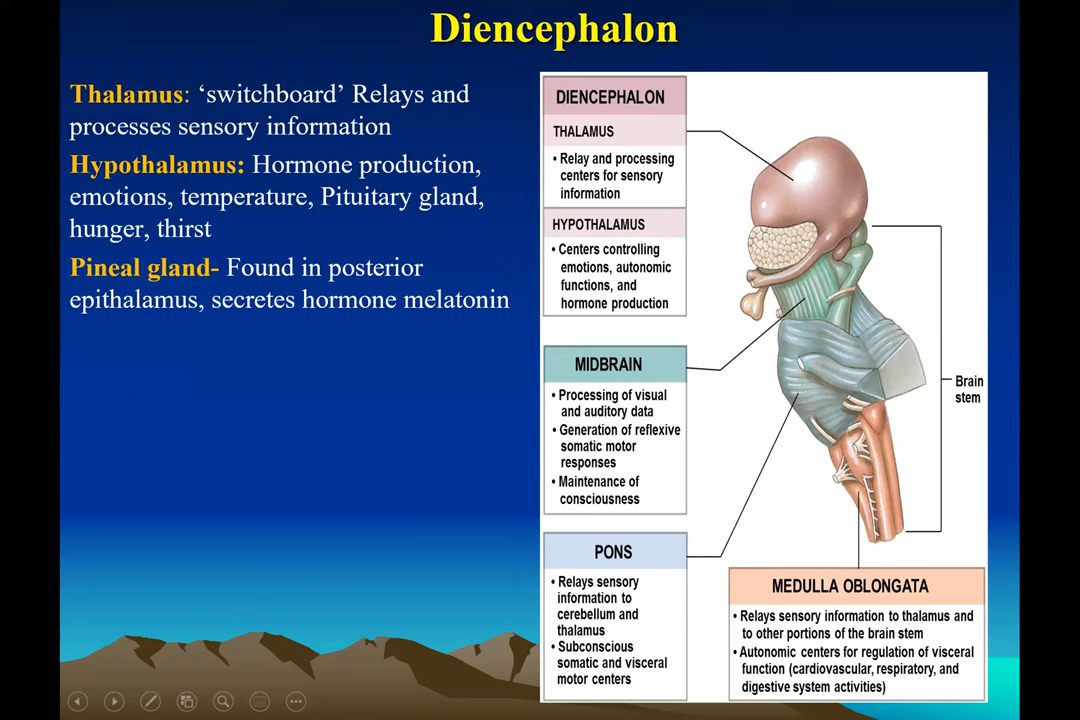 Diencephalon
Thalamus: ‘switchboard’ Relays and
processes sensory information
Hypothalamus: Hormone production,
emotions, temperature, Pituitary gland,
hunger, thirst
Pineal gland- Found in posterior
epithalamus, secretes hormone melatonin
DIENCEPHALON
THALAMUS
• Relay and processing
centers for sensory
information
HYPOTHALAMUS
• Centers controlling
emotions, autonomic
functions, and
hormone production
MIDBRAIN
• Processing of visual
and auditory data
• Generation of reflexive
somatic motor
responses
• Maintenance of
consciousness
PONS
• Relays sensory
information to
cerebellum and
thalamus
• Subconscious
somatic and visceral
motor centers
Brain
stem
MEDULLA OBLONGATA
• Relays sensory information to thalamus and
to other portions of the brain stem
• Autonomic centers for regulation of visceral
function (cardiovascular, respiratory, and
digestive system activities)